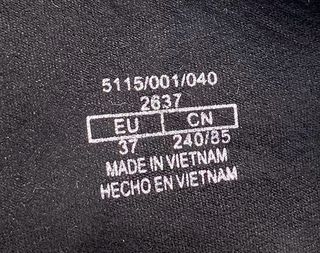 5115/001/040
2637
EU CN
37 240/85
MADE IN VIETNAM
HECHO EN VIETNAM